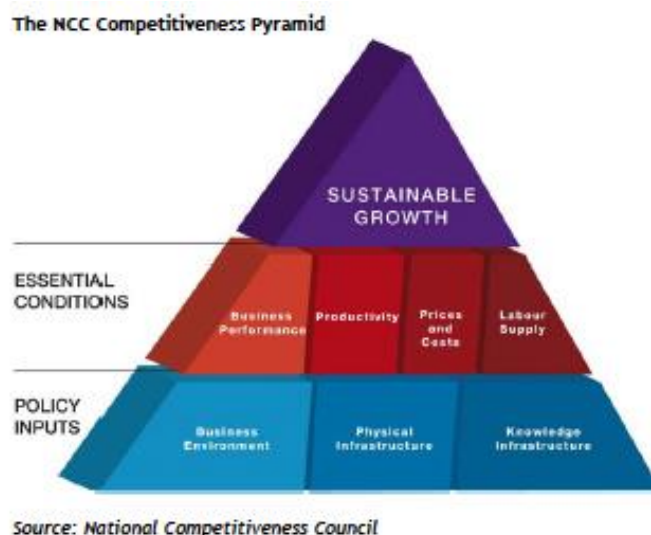 The NCC Competitiveness Pyramid
SUSTAINABLE
GROWTH
ESSENTIAL
CONDITIONS
Business
Performance
Productivity
Prices
and
Costs
Labour
Supply
POLICY
INPUTS
Business
Environment
Physical
Infrastructure
Knowledge
Infrastructure
Source: National Competitiveness Council